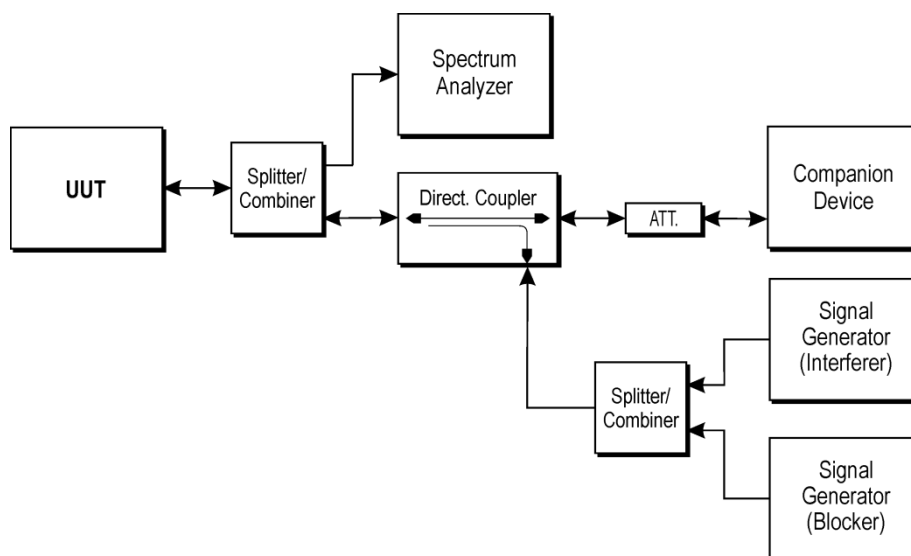 Spectrum
Analyzer
UUT
Splitter/
Combiner
Direct. Coupler
ATT.
Companion
Device
Signal
Generator
(Interferer)
Splitter/
Combiner
Signal
Generator
(Blocker)